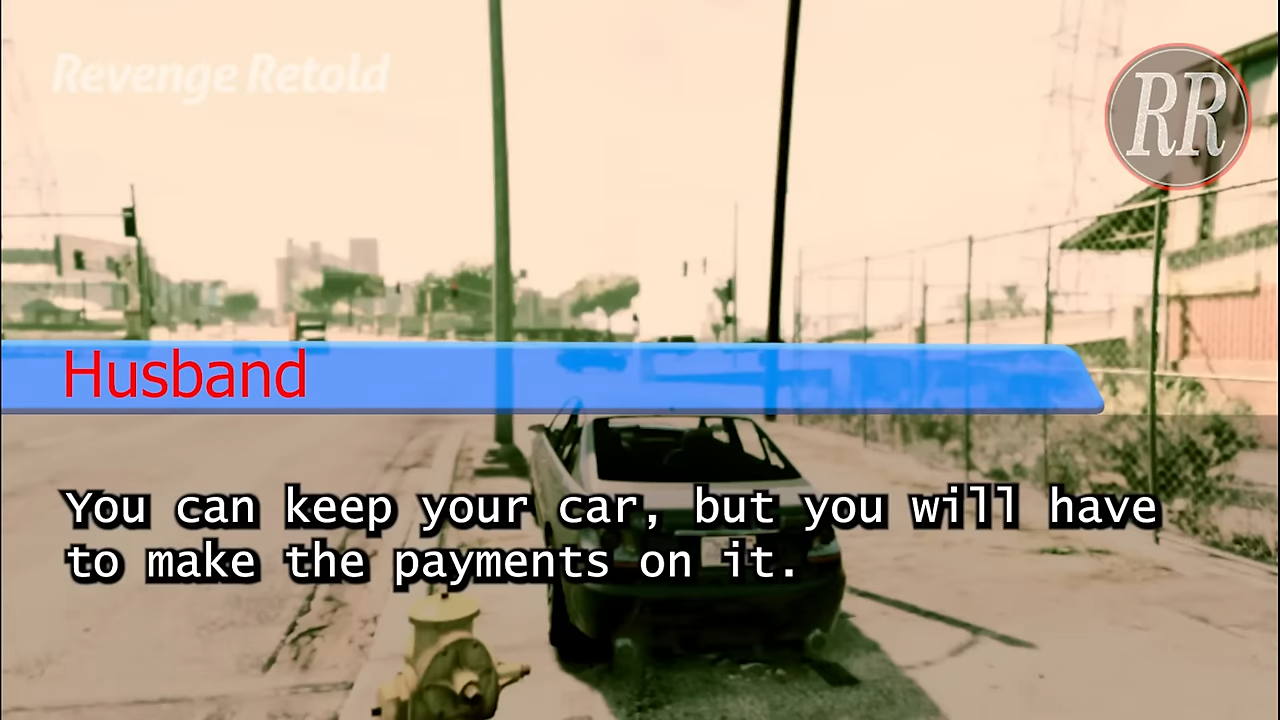 Revenge Retold
RR
Husband
You can keep your car, but you will have
to make the payments on it.